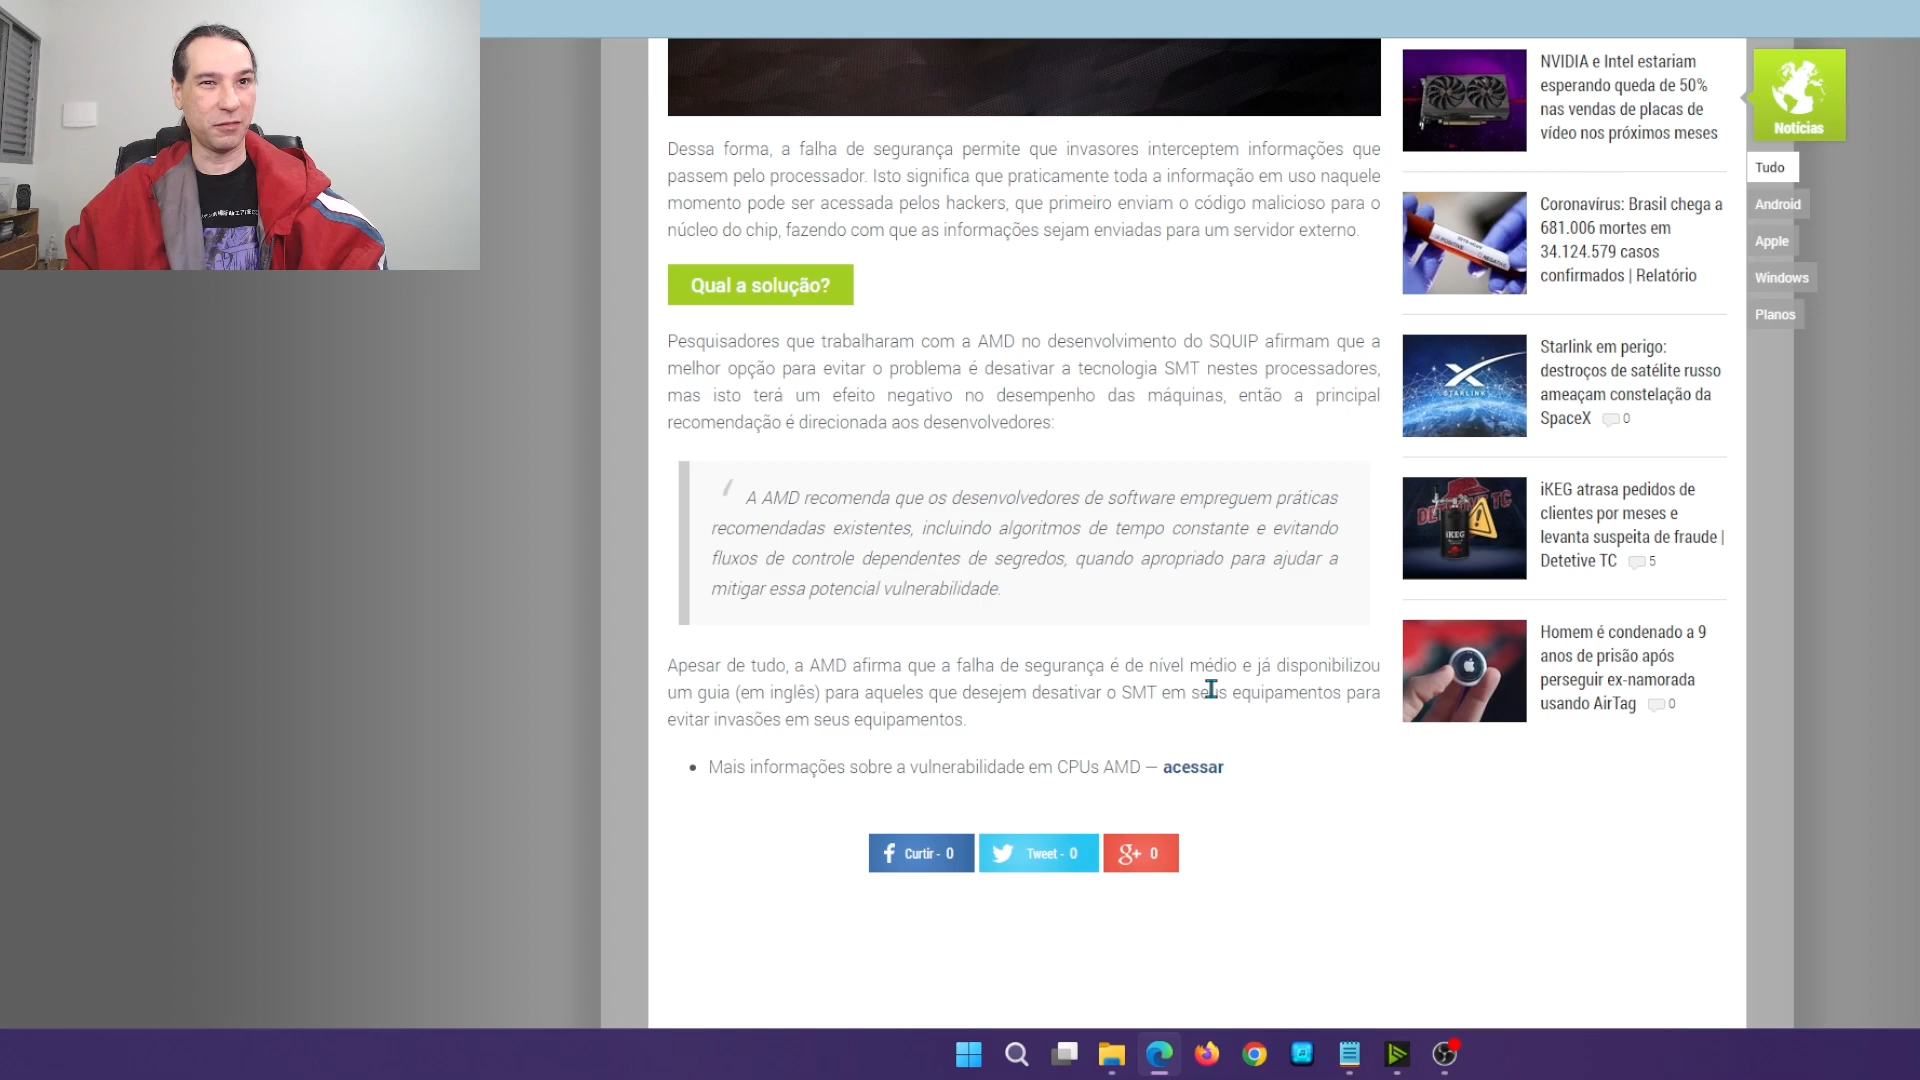 Dessa forma, a falha de segurança permite que invasores interceptem informações que
passem pelo processador. Isto significa que praticamente toda a informação em uso naquele
momento pode ser acessada pelos hackers, que primeiro enviam o código malicioso para o
núcleo do chip, fazendo com que as informações sejam enviadas para um servidor externo.
Qual a solução?
Pesquisadores que trabalharam com a AMD no desenvolvimento do SQUIP afirmam que a
melhor opção para evitar o problema é desativar a tecnologia SMT nestes processadores,
mas isto terá um efeito negativo no desempenho das máquinas, então a principal
recomendação é direcionada aos desenvolvedores:
A AMD recomenda que os desenvolvedores de software empreguem práticas
recomendadas existentes, incluindo algoritmos de tempo constante e evitando
fluxos de controle dependentes de segredos, quando apropriado para ajudar a
mitigar essa potencial vulnerabilidade.
Apesar de tudo, a AMD afirma que a falha de segurança é de nível médio e já disponibilizou
um guia (em inglês) para aqueles que desejem desativar o SMT em seus equipamentos para
evitar invasões em seus equipamentos.
• Mais informações sobre a vulnerabilidade em CPUs AMD — acessar
Curtir - 0
Tweet - 0
g+ 0
NVIDIA e Intel estariam
esperando queda de 50%
nas vendas de placas de
vídeo nos próximos meses
Coronavírus: Brasil chega a
681.006 mortes em
34.124.579 casos
confirmados | Relatório
STARLINK
Starlink em perigo:
destroços de satélite russo
ameaçam constelação da
SpaceX 0
iKEG atrasa pedidos de
clientes por meses e
levanta suspeita de fraude |
Detetive TC 5
Homem é condenado a 9
anos de prisão após
perseguir ex-namorada
usando AirTag 0
Notícias
Tudo
Android
Apple
Windows
Planos